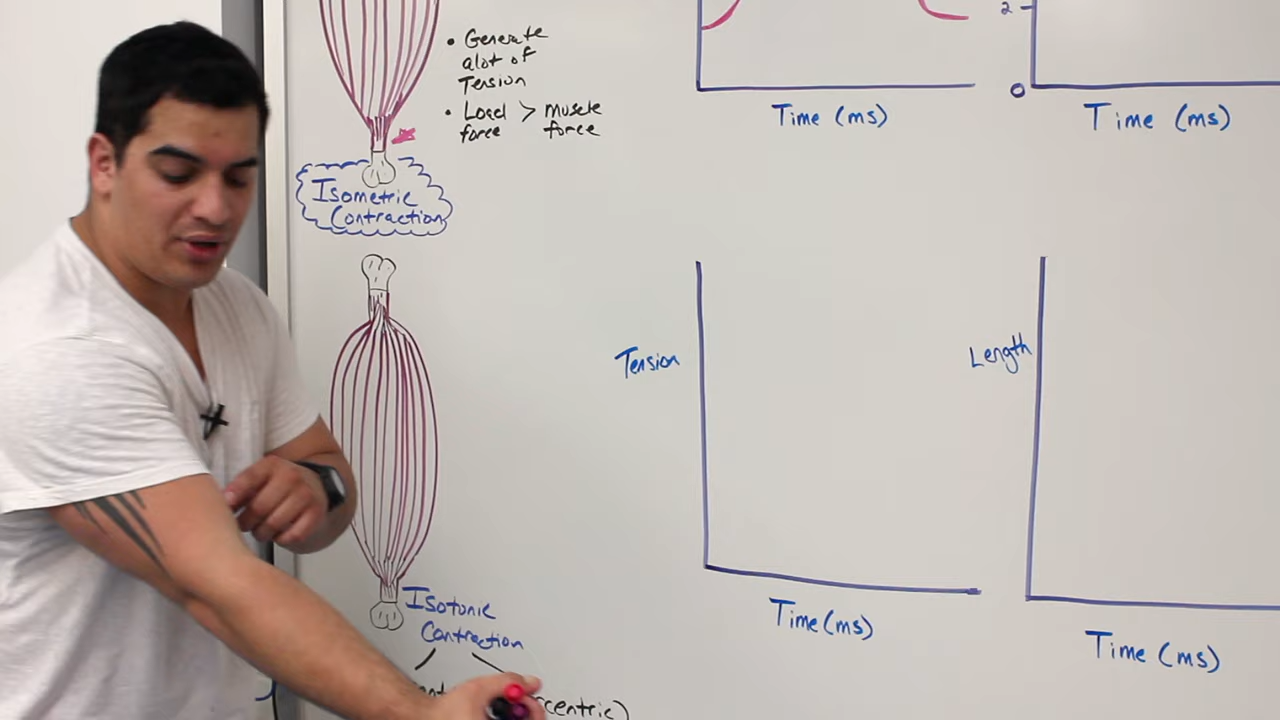 • Generate
alot of
Tension
• Load > muscle
force force
Isometric
Contraction
Isotonic
Contraction
2
0
Time (ms)
Time (ms)
Tension
Time (ms)
Length
Time (ms)